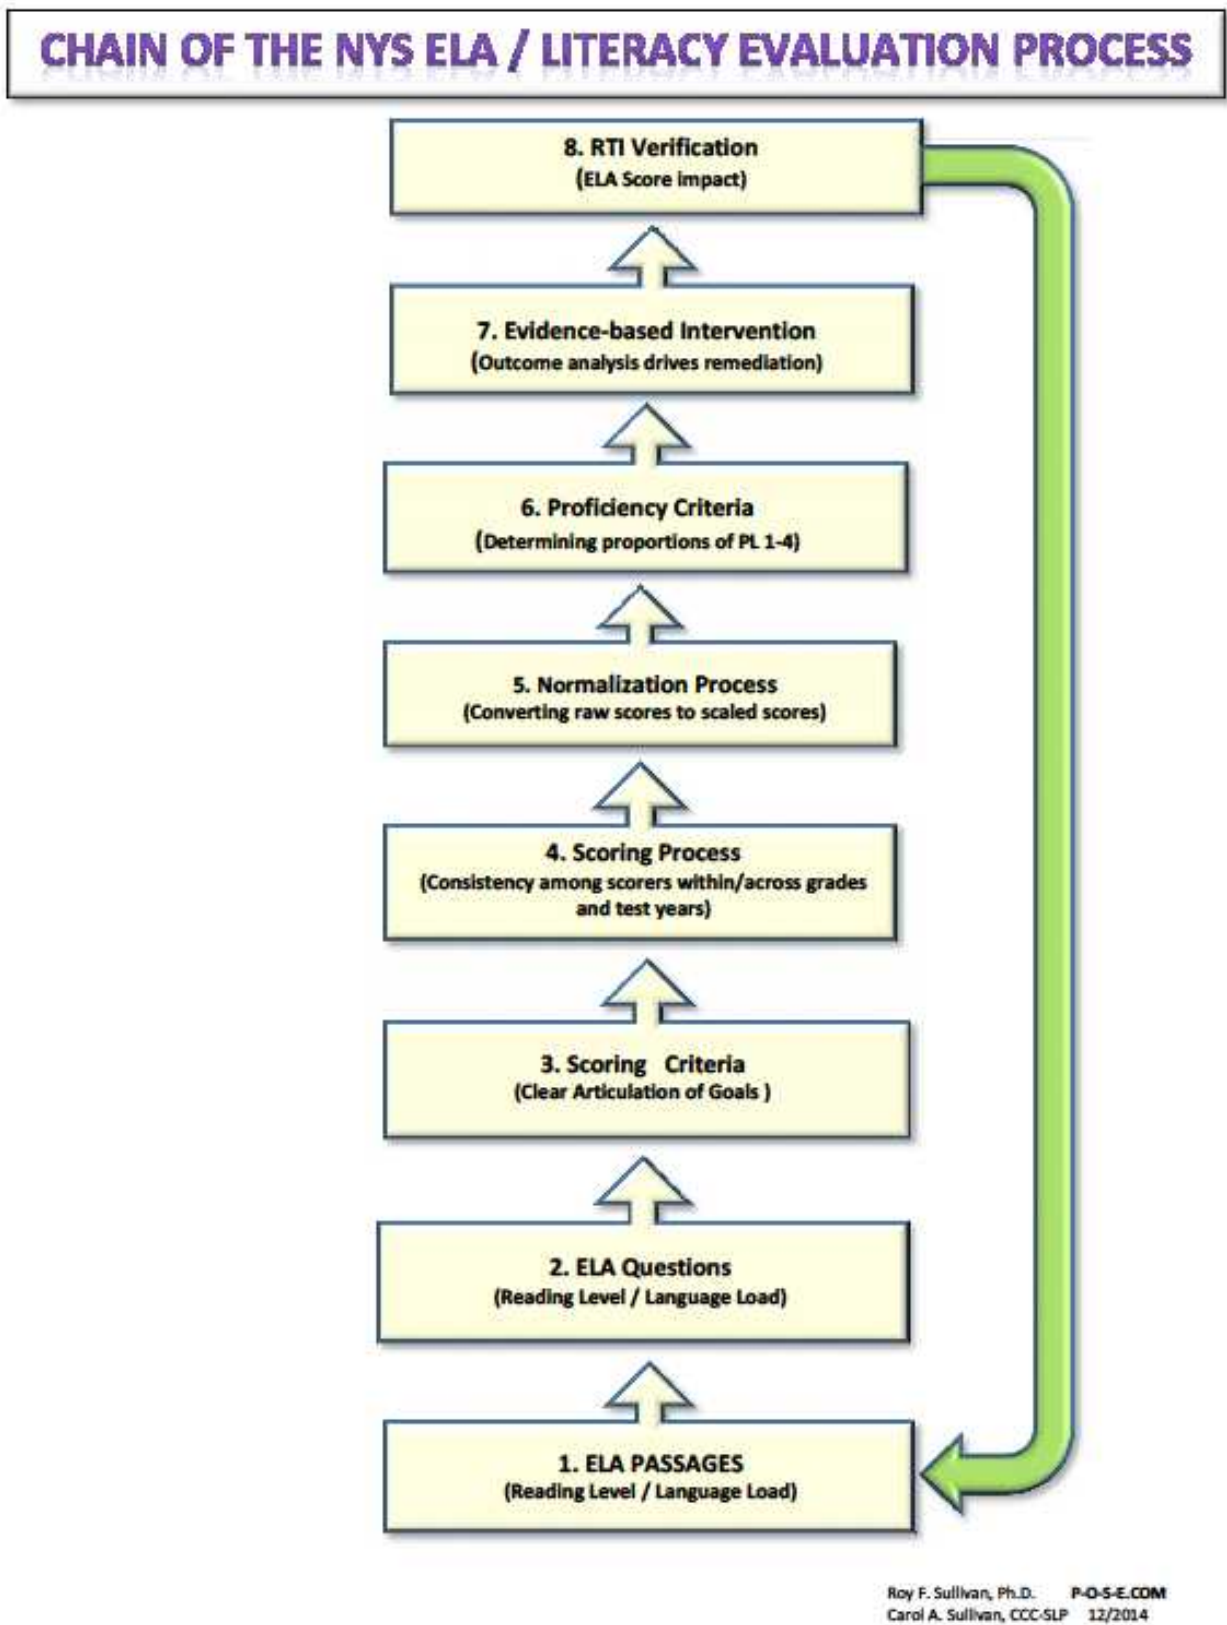 CHAIN OF THE NYS ELA / LITERACY EVALUATION PROCESS
8. RTI Verification
(ELA Score impact)
7. Evidence-based Intervention
(Outcome analysis drives remediation)
6. Proficiency Criteria
(Determining proportions of PL 1-4)
5. Normalization Process
(Converting raw scores to scaled scores)
4. Scoring Process
(Consistency among scorers within/across grades
and test years)
3. Scoring Criteria
(Clear Articulation of Goals )
2. ELA Questions
(Reading Level / Language Load)
1. ELA PASSAGES
(Reading Level / Language Load)
Roy F. Sullivan, Ph.D. P-O-S-E.COM
Carol A. Sullivan, CCC-SLP 12/2014